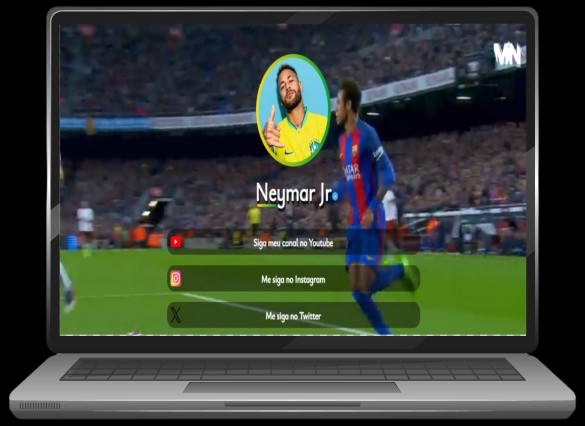 Neymar Jr
Siga meu canal no Youtube
Me siga no Instagram
Me siga no Twitter